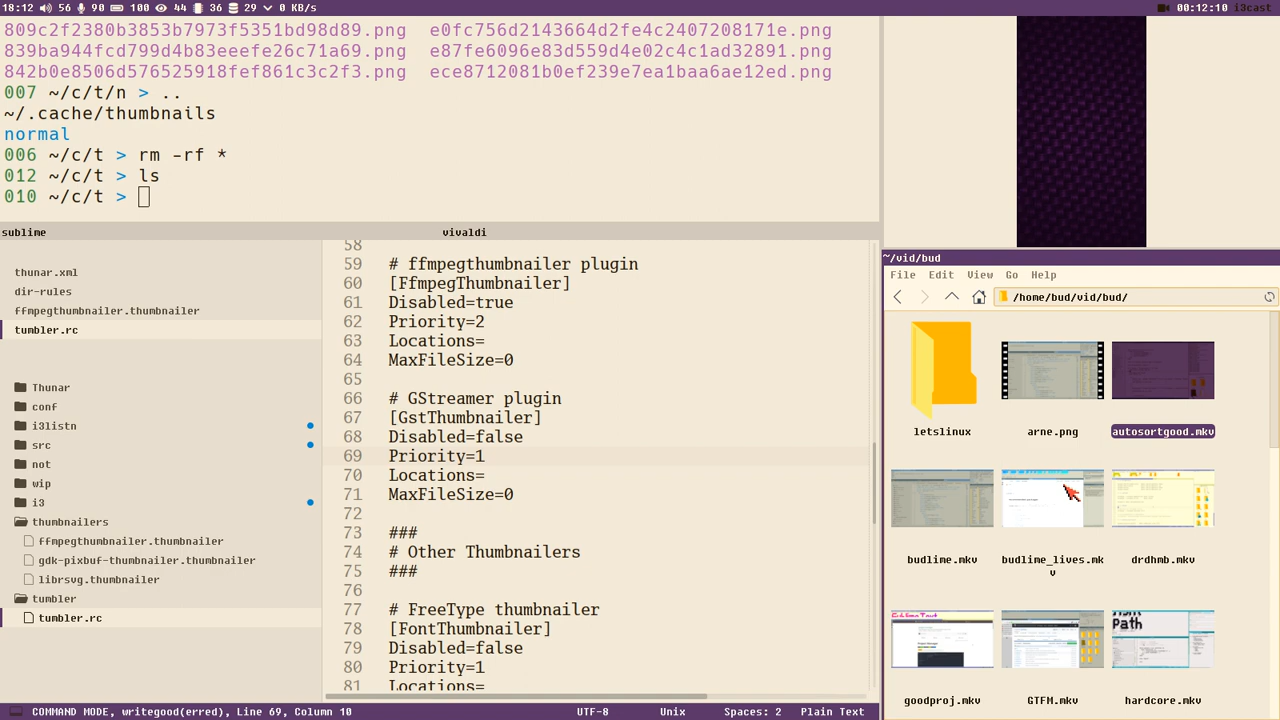 18:12 56 90 100 44 36 29 0 KB/s
00:12:10 i3cast
809c2f2380b3853b7973f5351bd98d89.png e0fc756d2143664d2fe4c2407208171e.png
839ba944fcd799d4b83eeefe26c71a69.png e87fe6096e83d559d4e02c4c1ad32891.png
842b0e8506d576525918fef861c3c2f3.png ece8712081b0ef239e7ea1baa6ae12ed.png
007 ~/c/t/n > ..
~/.cache/thumbnails
normal
006 ~/c/t > rm -rf *
012 ~/c/t > ls
010 ~/c/t >
sublime
vivaldi
thunar.xml
dir-rules
ffmpegthumbnailer.thumbnailer
tumbler.rc
Thunar
conf
i3listn
src
not
wip
i3
thumbnailers
ffmpegthumbnailer.thumbnailer
gdk-pixbuf-thumbnailer.thumbnailer
librsvg.thumbnailer
tumbler
tumbler.rc
58
59 # ffmpegthumbnailer plugin
60 [FfmpegThumbnailer]
61 Disabled=true
62 Priority=2
63 Locations=
64 MaxFileSize=0
65
66 # GStreamer plugin
67 [GstThumbnailer]
68 Disabled=false
69 Priority=1
70 Locations=
71 MaxFileSize=0
72
73 ###
74 # Other Thumbnailers
75 ###
76
77 # FreeType thumbnailer
78 [FontThumbnailer]
79 Disabled=false
80 Priority=1
81 Locations=
COMMAND MODE, writegood(erred), Line 69, Column 10 UTF-8 Unix Spaces: 2 Plain Text
~/vid/bud
File Edit View Go Help
/home/bud/vid/bud/
letslinux arne.png autosortgood.mkv
budlime.mkv budlime_lives.mk drdhmb.mkv
v
Path
goodproj.mkv GTFM.mkv hardcore.mkv